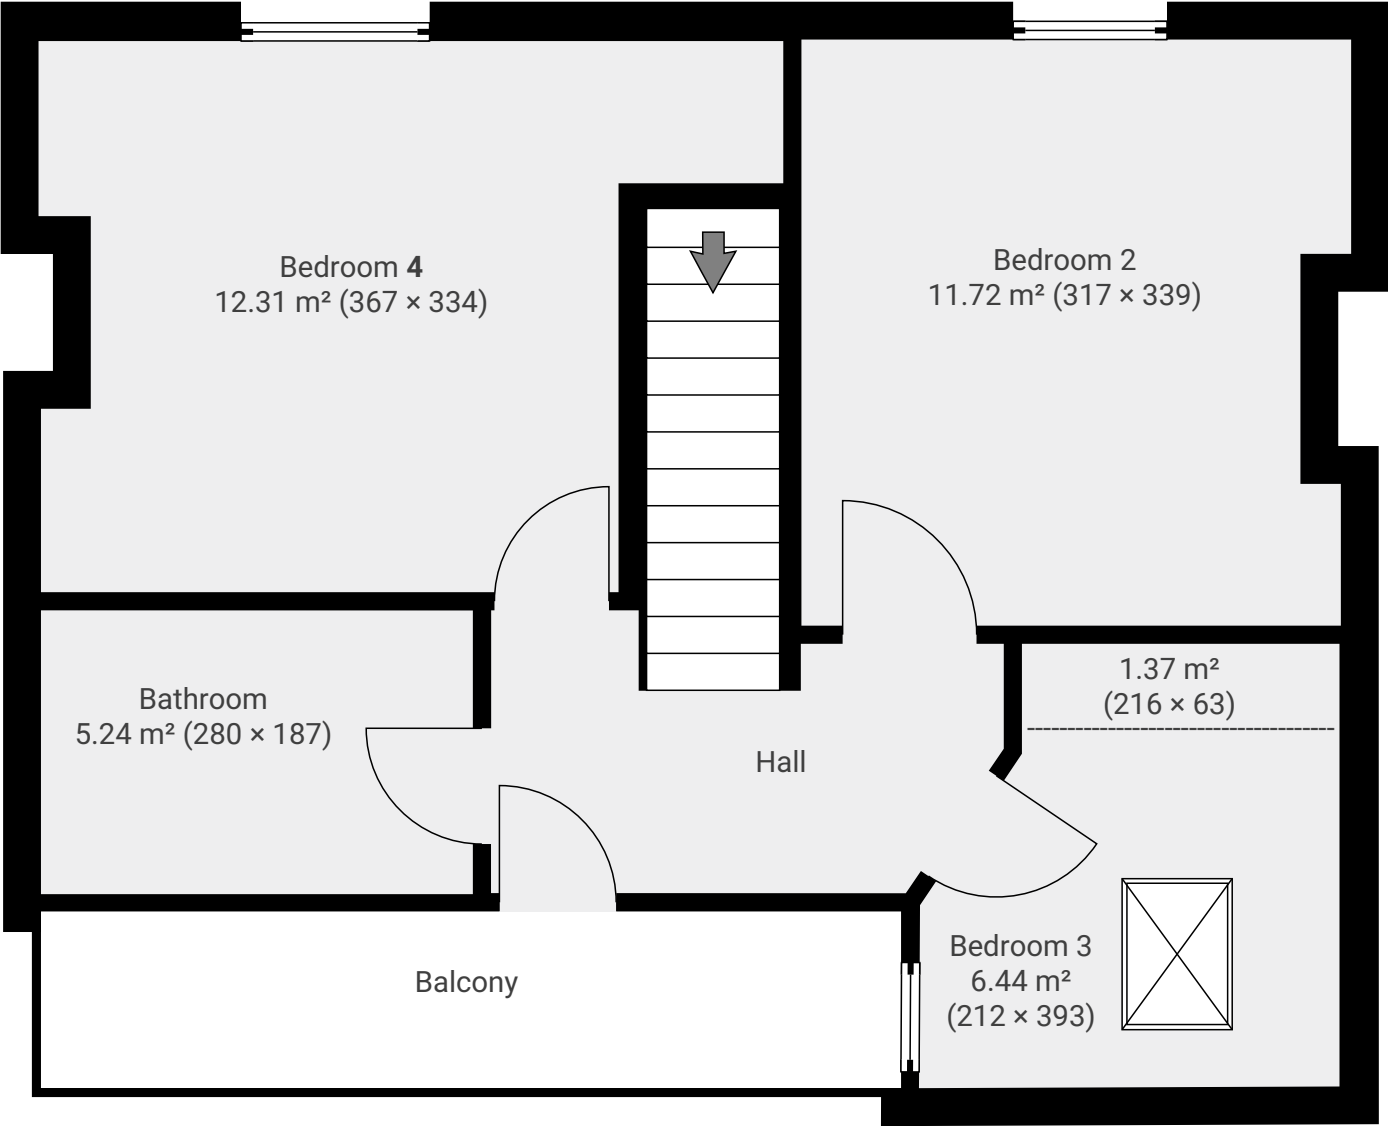 Bedroom 4
12.31 m² (367 × 334)
Bedroom 2
11.72 m² (317 × 339)
Bathroom
5.24 m² (280 × 187)
Hall
1.37 m²
(216 × 63)
Balcony
Bedroom 3
6.44 m²
(212 × 393)